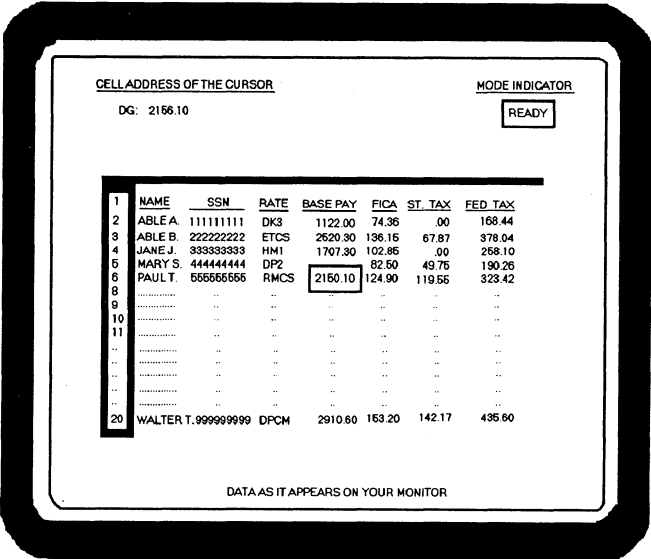 CELL ADDRESS OF THE CURSOR MODE INDICATOR
DG: 2156.10 READY
1 NAME SSN RATE BASE PAY FICA ST. TAX FED TAX
2 ABLE A. 111111111 DK3 1122.00 74.36 .00 168.44
3 ABLE B. 222222222 ETCS 2520.30 136.15 67.87 378.04
4 JANE J. 333333333 HM1 1707.30 102.85 .00 258.10
5 MARY S. 444444444 DP2 82.50 49.75 190.26
6 PAUL T. 555555555 RMCS 2150.10 124.90 119.55 323.42
8 ............. .. .. .. .. .. ..
9 ............. .. .. .. .. .. ..
10 ............. .. .. .. .. .. ..
11 ............. .. .. .. .. .. ..
.. ............. .. .. .. .. .. ..
.. ............. .. .. .. .. .. ..
.. ............. .. .. .. .. .. ..
.. ............. .. .. .. .. .. ..
.. ............. .. .. .. .. .. ..
20 WALTER T. 999999999 DPCM 2910.60 153.20 142.17 435.60
DATA AS IT APPEARS ON YOUR MONITOR